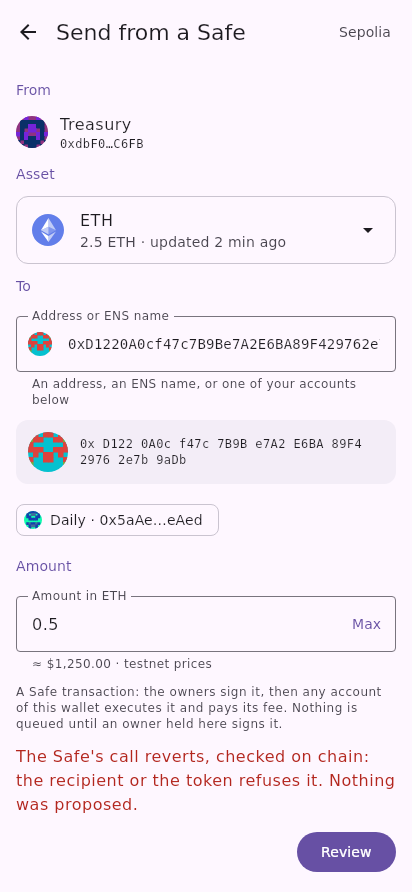 Send from a Safe
Sepolia
From
Treasury
0xdbF0…C6FB
Asset
ETH
2.5 ETH · updated 2 min ago
To
Address or ENS name
0xD1220A0cf47c7B9Be7A2E6BA89F429762e
An address, an ENS name, or one of your accounts
below
0x D122 0A0c f47c 7B9B e7A2 E6BA 89F4
2976 2e7b 9aDb
Daily · 0x5aAe…eAed
Amount
Amount in ETH
0.5
Max
≈ $1,250.00 · testnet prices
A Safe transaction: the owners sign it, then any account
of this wallet executes it and pays its fee. Nothing is
queued until an owner held here signs it.
The Safe's call reverts, checked on chain:
the recipient or the token refuses it. Nothing
was proposed.
Review